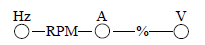 Hz RPM A % V